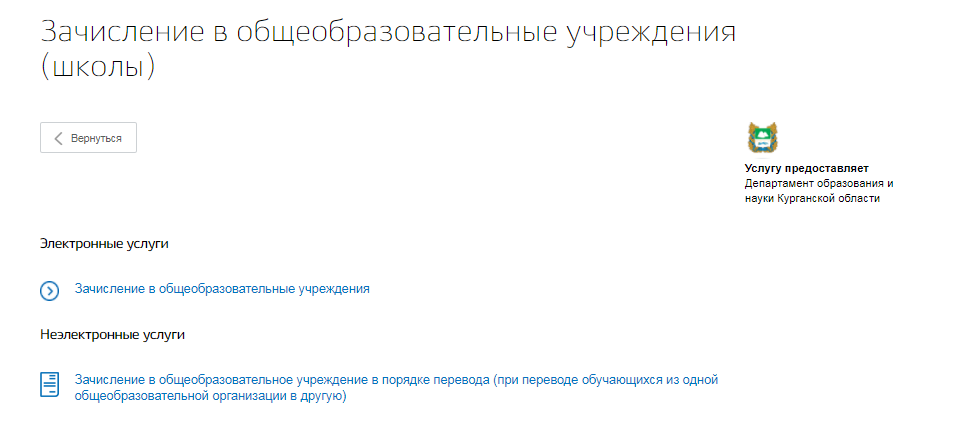 Зачисление в общеобразовательные учреждения
(школы)
Вернуться
Услугу предоставляет
Департамент образования и
науки Курганской области
Электронные услуги
Зачисление в общеобразовательные учреждения
Неэлектронные услуги
Зачисление в общеобразовательное учреждение в порядке перевода (при переводе обучающихся из одной
общеобразовательной организации в другую)